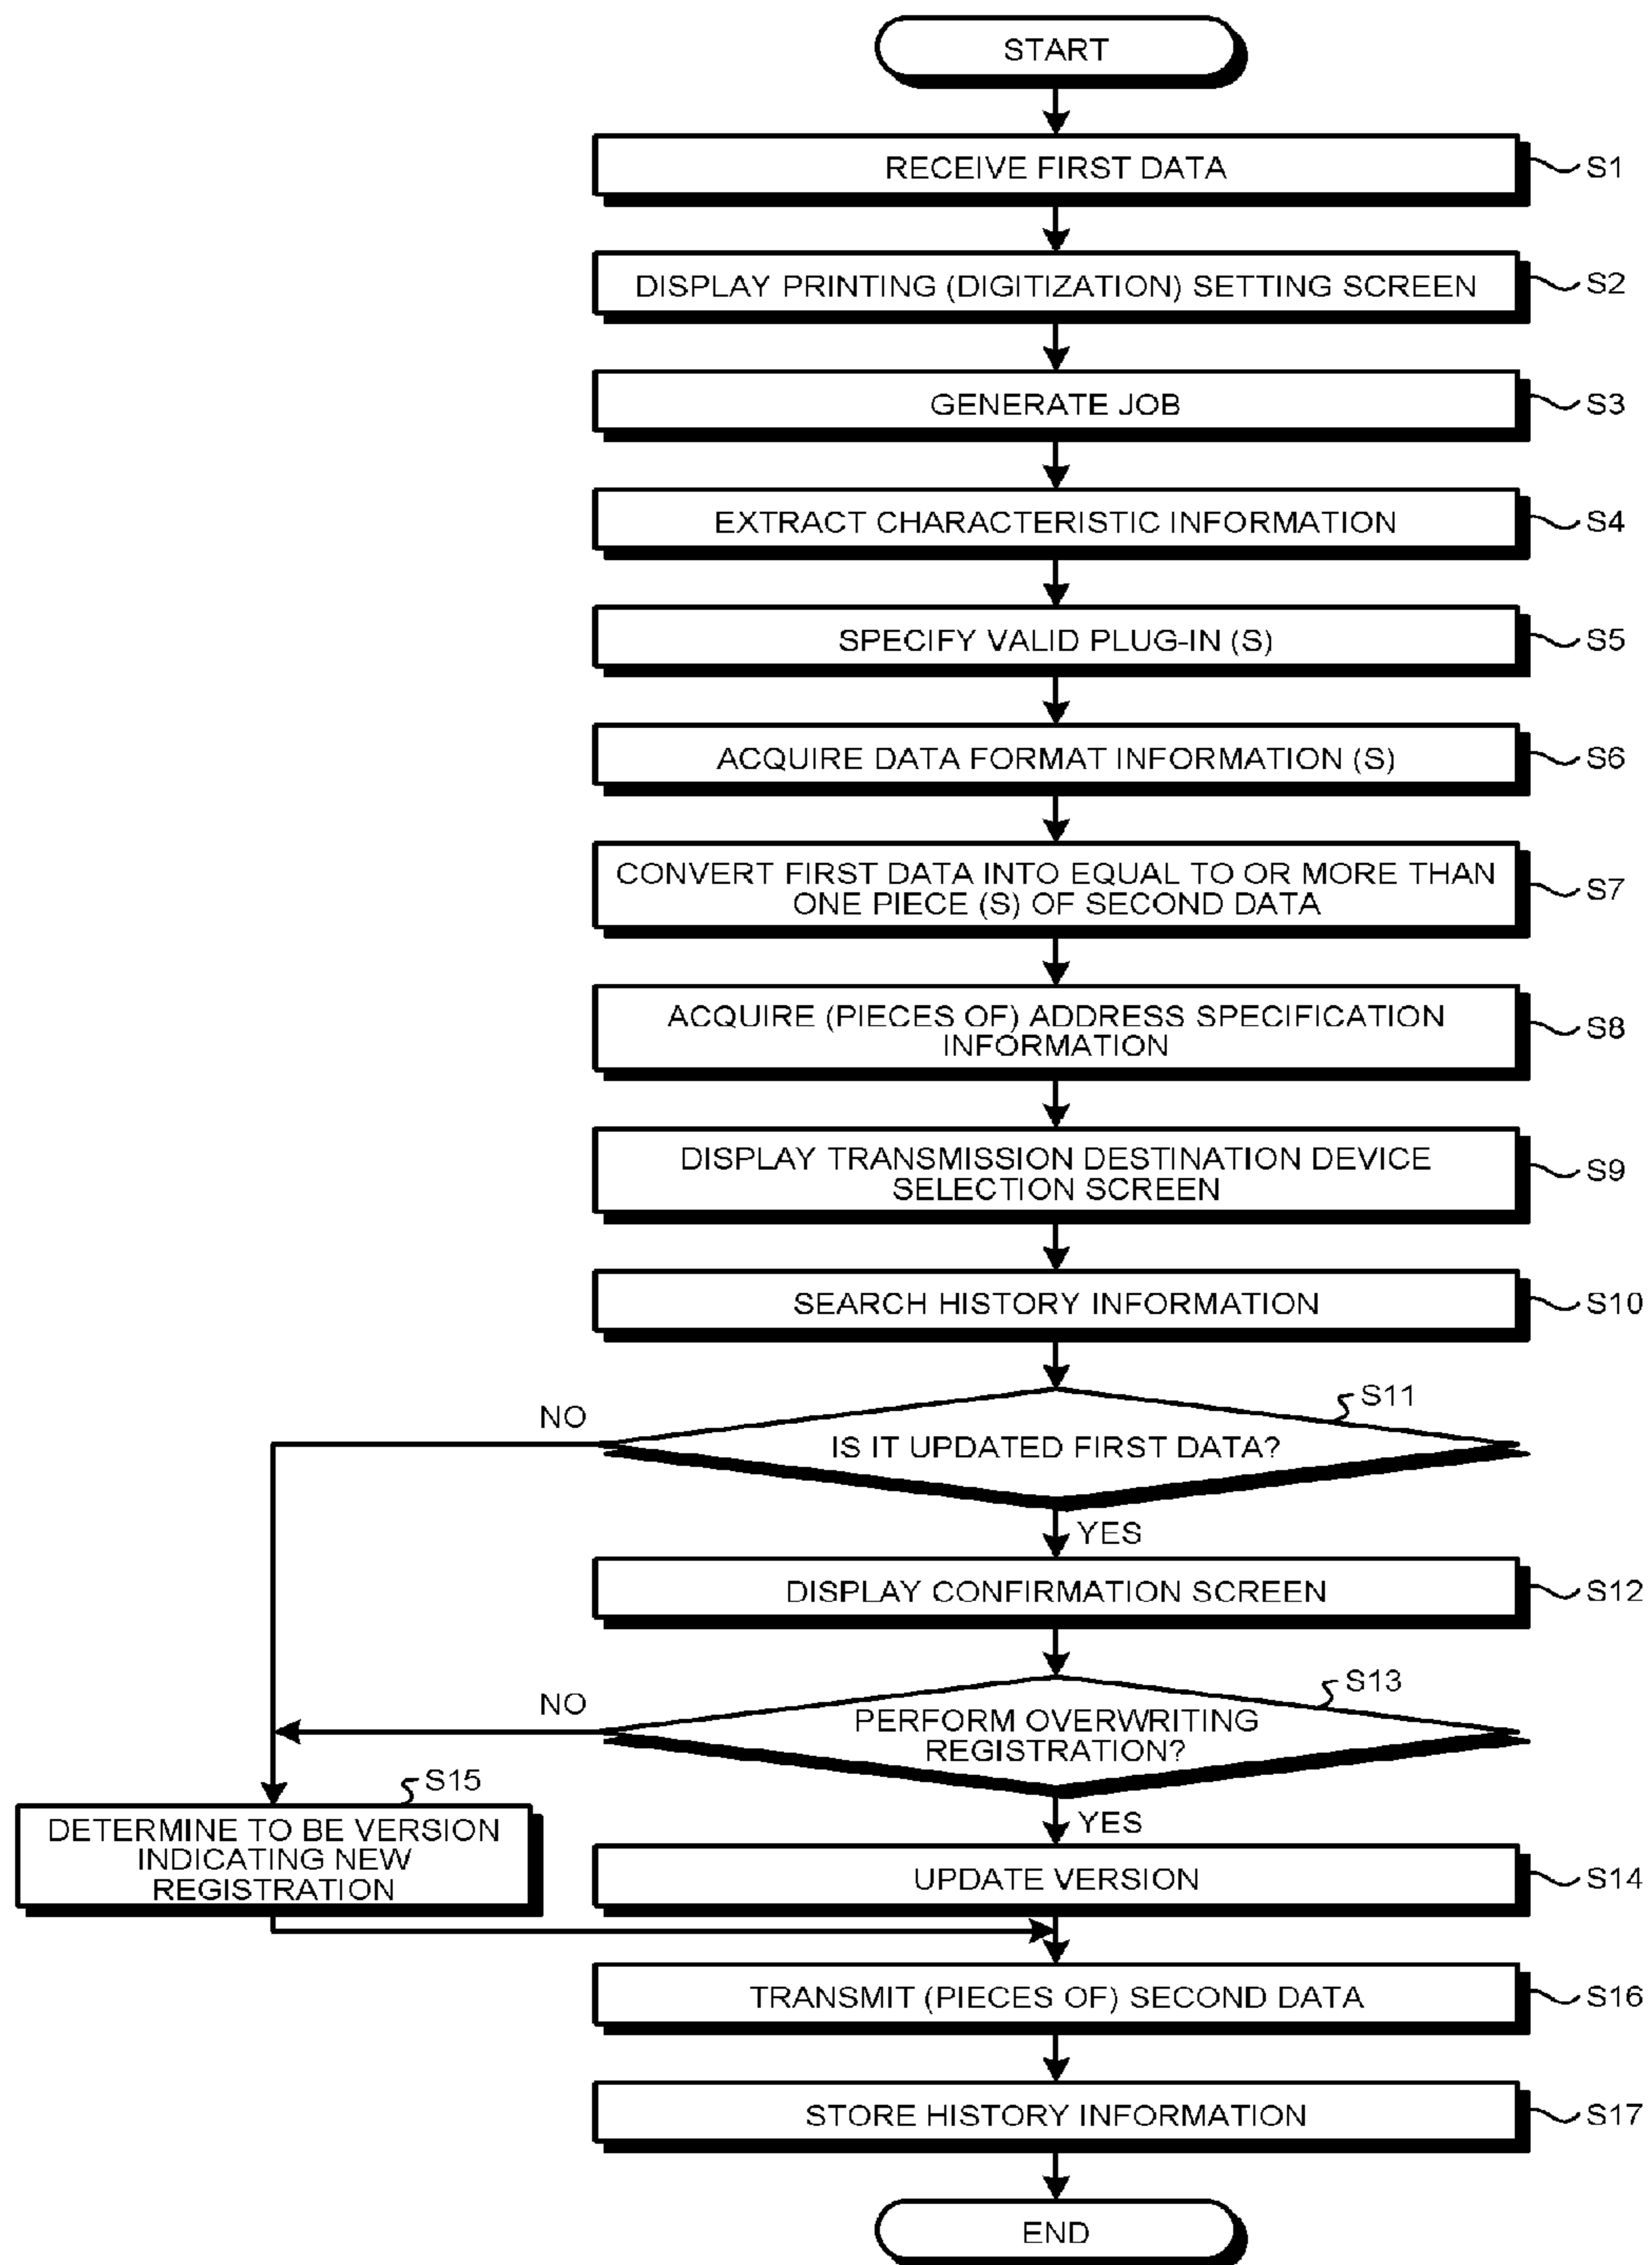 START
RECEIVE FIRST DATA
S1
DISPLAY PRINTING (DIGITIZATION) SETTING SCREEN
S2
GENERATE JOB
S3
EXTRACT CHARACTERISTIC INFORMATION
S4
SPECIFY VALID PLUG-IN (S)
S5
ACQUIRE DATA FORMAT INFORMATION (S)
S6
CONVERT FIRST DATA INTO EQUAL TO OR MORE THAN
ONE PIECE (S) OF SECOND DATA
S7
ACQUIRE (PIECES OF) ADDRESS SPECIFICATION
INFORMATION
S8
DISPLAY TRANSMISSION DESTINATION DEVICE
SELECTION SCREEN
S9
SEARCH HISTORY INFORMATION
S10
S11
NO
IS IT UPDATED FIRST DATA?
YES
DISPLAY CONFIRMATION SCREEN
S12
S13
NO
PERFORM OVERWRITING
REGISTRATION?
YES
S15
DETERMINE TO BE VERSION
INDICATING NEW
REGISTRATION
UPDATE VERSION
S14
TRANSMIT (PIECES OF) SECOND DATA
S16
STORE HISTORY INFORMATION
S17
END